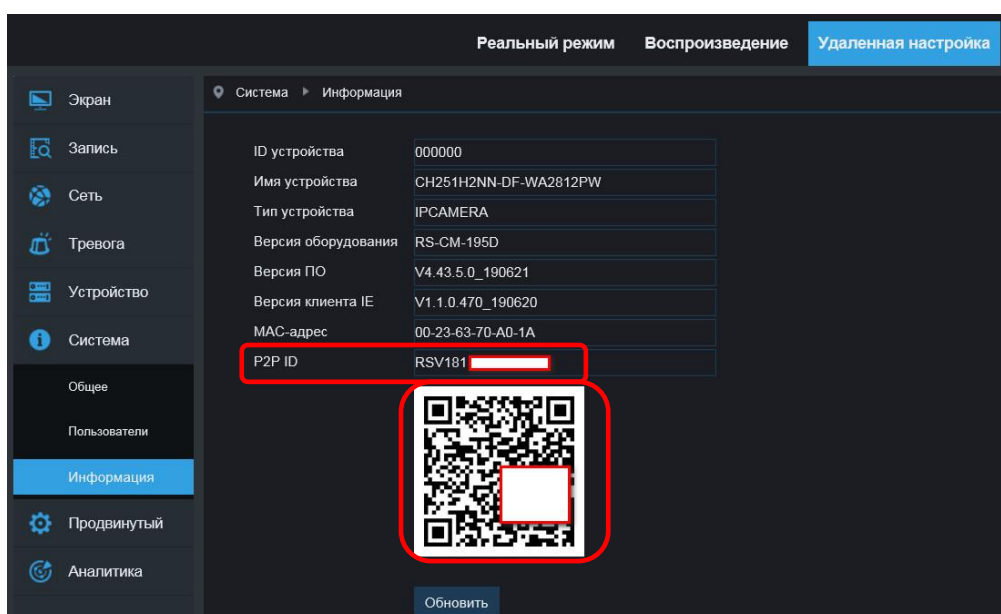 Реальный режим Воспроизведение Удаленная настройка
Система Информация
Экран
Запись
Сеть
Тревога
Устройство
Система
Общее
Пользователи
Информация
Продвинутый
Аналитика
ID устройства 000000
Имя устройства CH251H2NN-DF-WA2812PW
Тип устройства IPCAMERA
Версия оборудования RS-CM-195D
Версия ПО V4.43.5.0_190621
Версия клиента IE V1.1.0.470_190620
MAC-адрес 00-23-63-70-A0-1A
P2P ID RSV181
Обновить